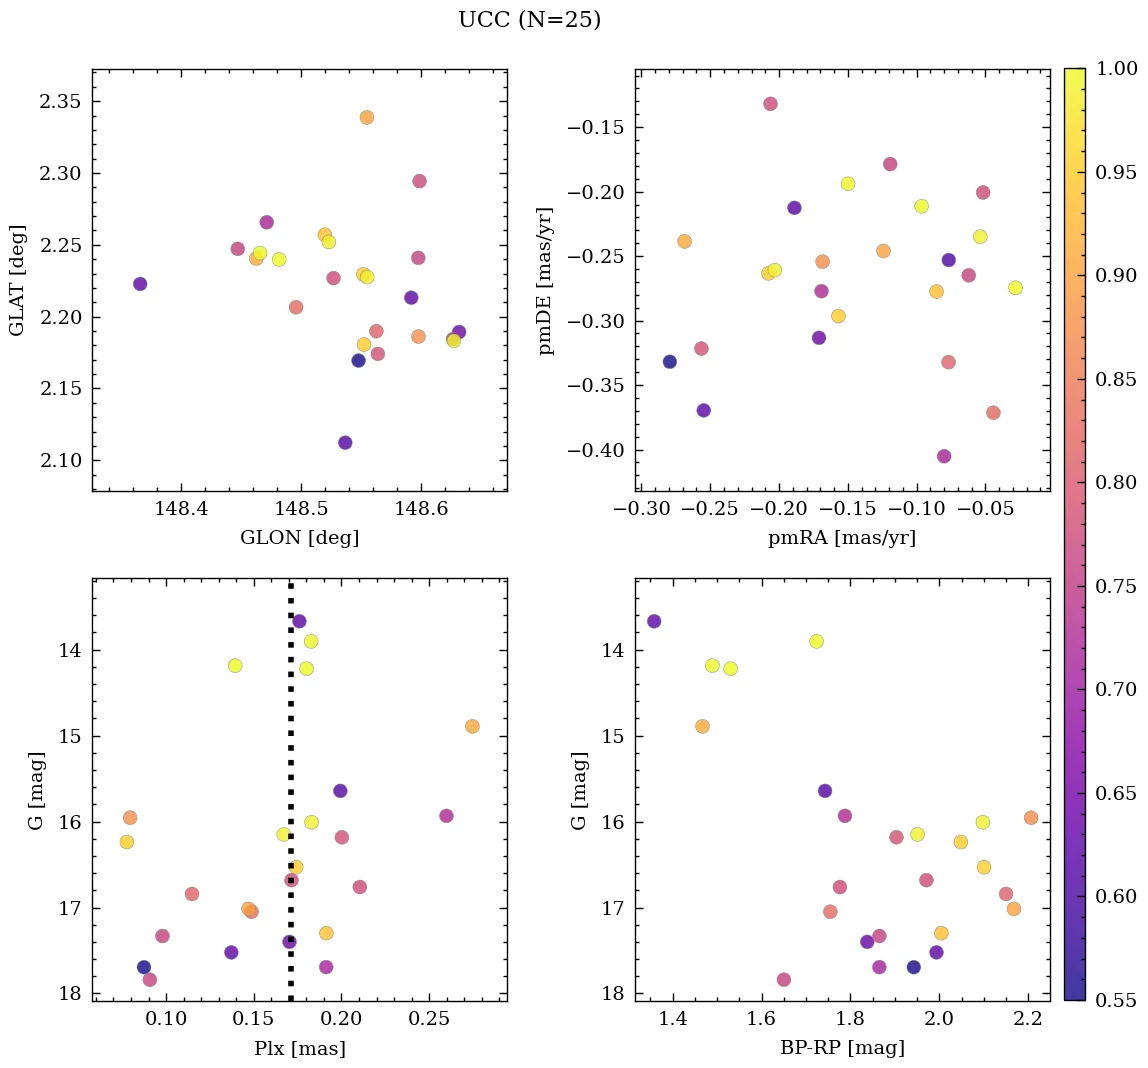 UCC (N=25)
2.35
2.30
2.25
2.20
2.15
2.10
GLAT [deg]
148.4 148.5 148.6
GLON [deg]
−0.15
−0.20
−0.25
−0.30
−0.35
−0.40
pmDE [mas/yr]
−0.30 −0.25 −0.20 −0.15 −0.10 −0.05
pmRA [mas/yr]
14
15
16
17
18
G [mag]
0.10 0.15 0.20 0.25
Plx [mas]
14
15
16
17
18
G [mag]
1.4 1.6 1.8 2.0 2.2
BP-RP [mag]
1.00
0.95
0.90
0.85
0.80
0.75
0.70
0.65
0.60
0.55